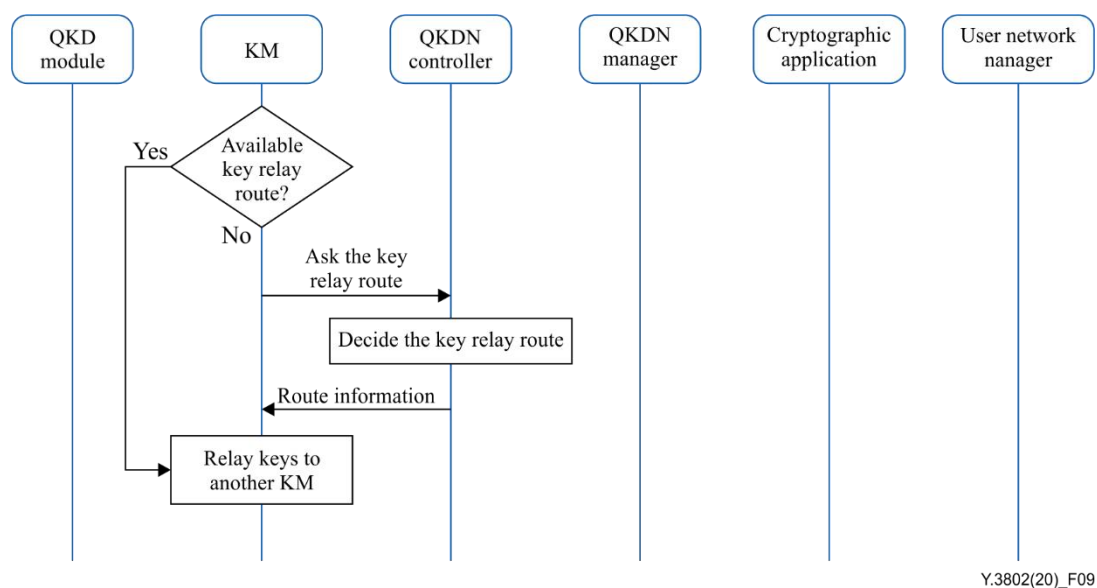 QKD
module
KM
QKDN
controller
QKDN
manager
Cryptographic
application
User network
nanager
Yes
Available
key relay
route?
No
Ask the key
relay route
Decide the key relay route
Route information
Relay keys to
another KM
Y.3802(20)_F09